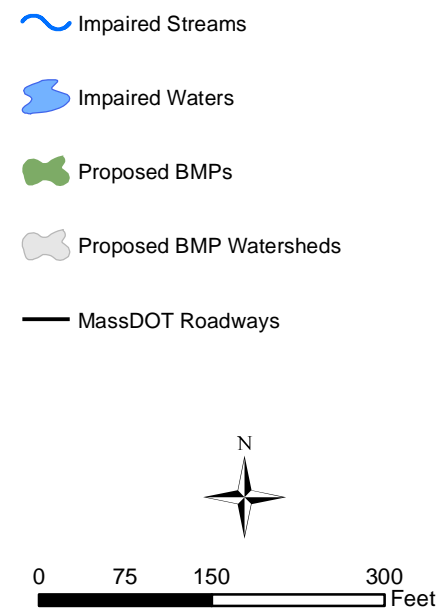 Impaired Streams
Impaired Waters
Proposed BMPs
Proposed BMP Watersheds
MassDOT Roadways
N
0 75 150 300
Feet